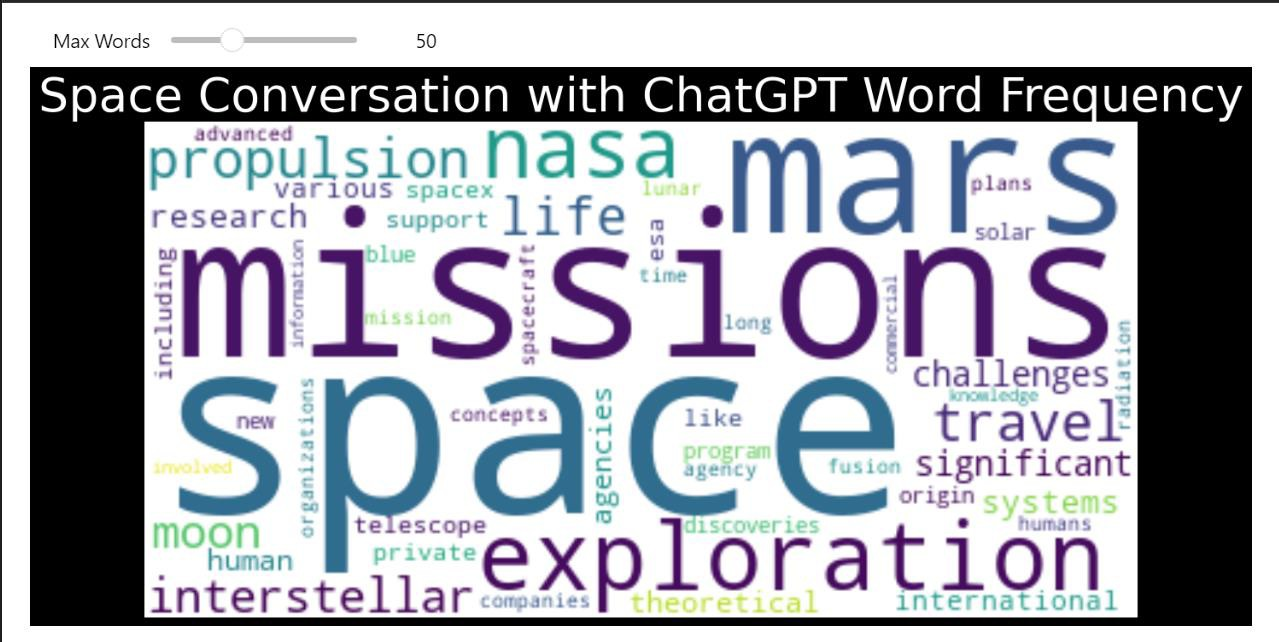 Max Words 50
Space Conversation with ChatGPT Word Frequency
advanced
propulsion
nasa
mars
various
spacex
lunar
plans
research
support
life
solar
esa
missions
including
information
blue
spacecraft
time
mission
long
commercial
radiation
challenges
space
new
organizations
concepts
agencies
like
knowledge
travel
involved
program
agency
fusion
significant
origin
systems
moon
telescope
discoveries
humans
human
private
exploration
interstellar
companies
theoretical
international